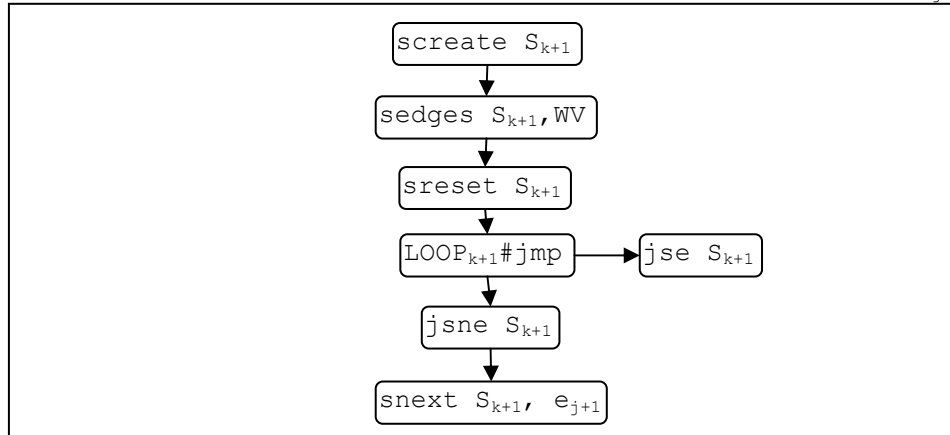 screate Sₖ₊₁
sedges Sₖ₊₁,WV
sreset Sₖ₊₁
LOOPₖ₊₁#jmp
jse Sₖ₊₁
jsne Sₖ₊₁
snext Sₖ₊₁, eⱼ₊₁